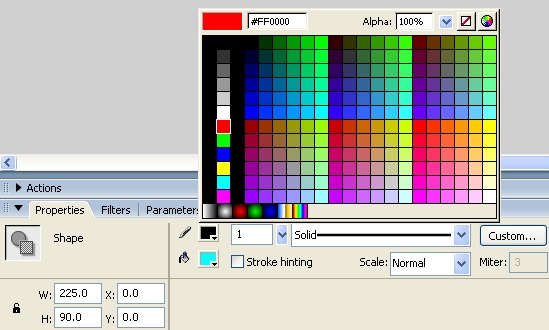 #FF0000 Alpha: 100%
Actions
Properties Filters Parameters
Shape 1 Solid Custom...
Stroke hinting Scale: Normal Miter: 3
W: 225.0 X: 0.0
H: 90.0 Y: 0.0